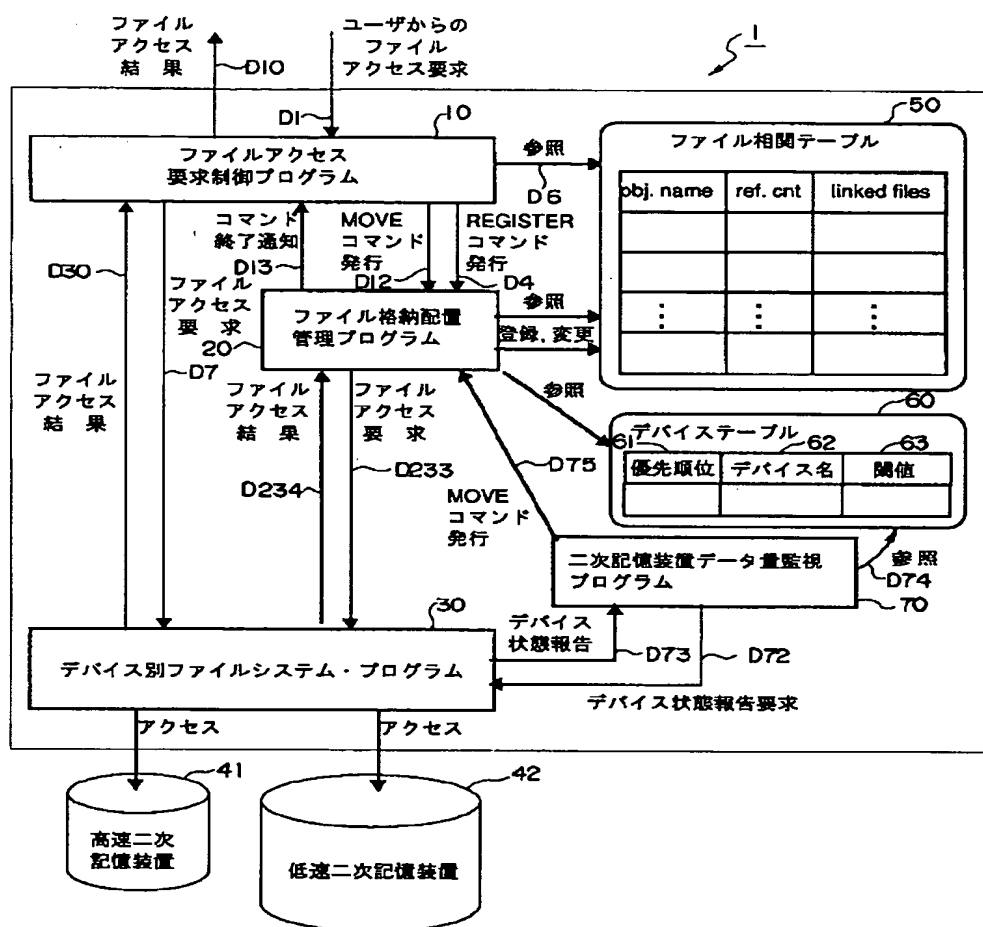 ファイル
アクセス
結　果
D10
ユーザからの
ファイル
アクセス要求
D1
1
10
ファイルアクセス
要求制御プログラム
参照
D6
50
ファイル相関テーブル
obj. name
ref. cnt
linked files
D30
コマンド
終了通知
D13
MOVE
コマンド
発行
D12
REGISTER
コマンド
発行
D4
ファイル
アクセス
要　求
D7
20
ファイル格納配置
管理プログラム
参照
登録, 変更
参照
ファイル
アクセス
結　果
ファイル
アクセス
結　果
D234
ファイル
アクセス
要　求
D233
D75
MOVE
コマンド
発行
60
デバイステーブル
61
62
63
優先順位
デバイス名
閾値
二次記憶装置データ量監視
プログラム
70
参照
D74
30
デバイス別ファイルシステム・プログラム
デバイス
状態報告
D73
D72
デバイス状態報告要求
アクセス
アクセス
41
高速二次
記憶装置
42
低速二次記憶装置